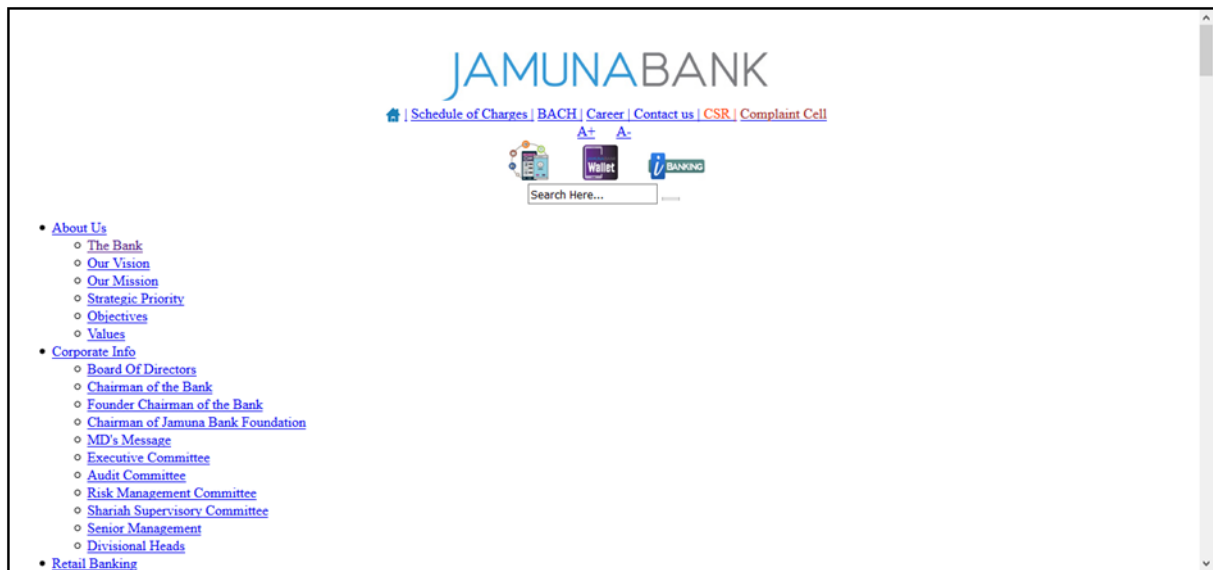 JAMUNABANK
| Schedule of Charges | BACH | Career | Contact us | CSR | Complaint Cell
A+ A-
Wallet i BANKING
Search Here...
About Us
The Bank
Our Vision
Our Mission
Strategic Priority
Objectives
Values
Corporate Info
Board Of Directors
Chairman of the Bank
Founder Chairman of the Bank
Chairman of Jamuna Bank Foundation
MD's Message
Executive Committee
Audit Committee
Risk Management Committee
Shariah Supervisory Committee
Senior Management
Divisional Heads
Retail Banking